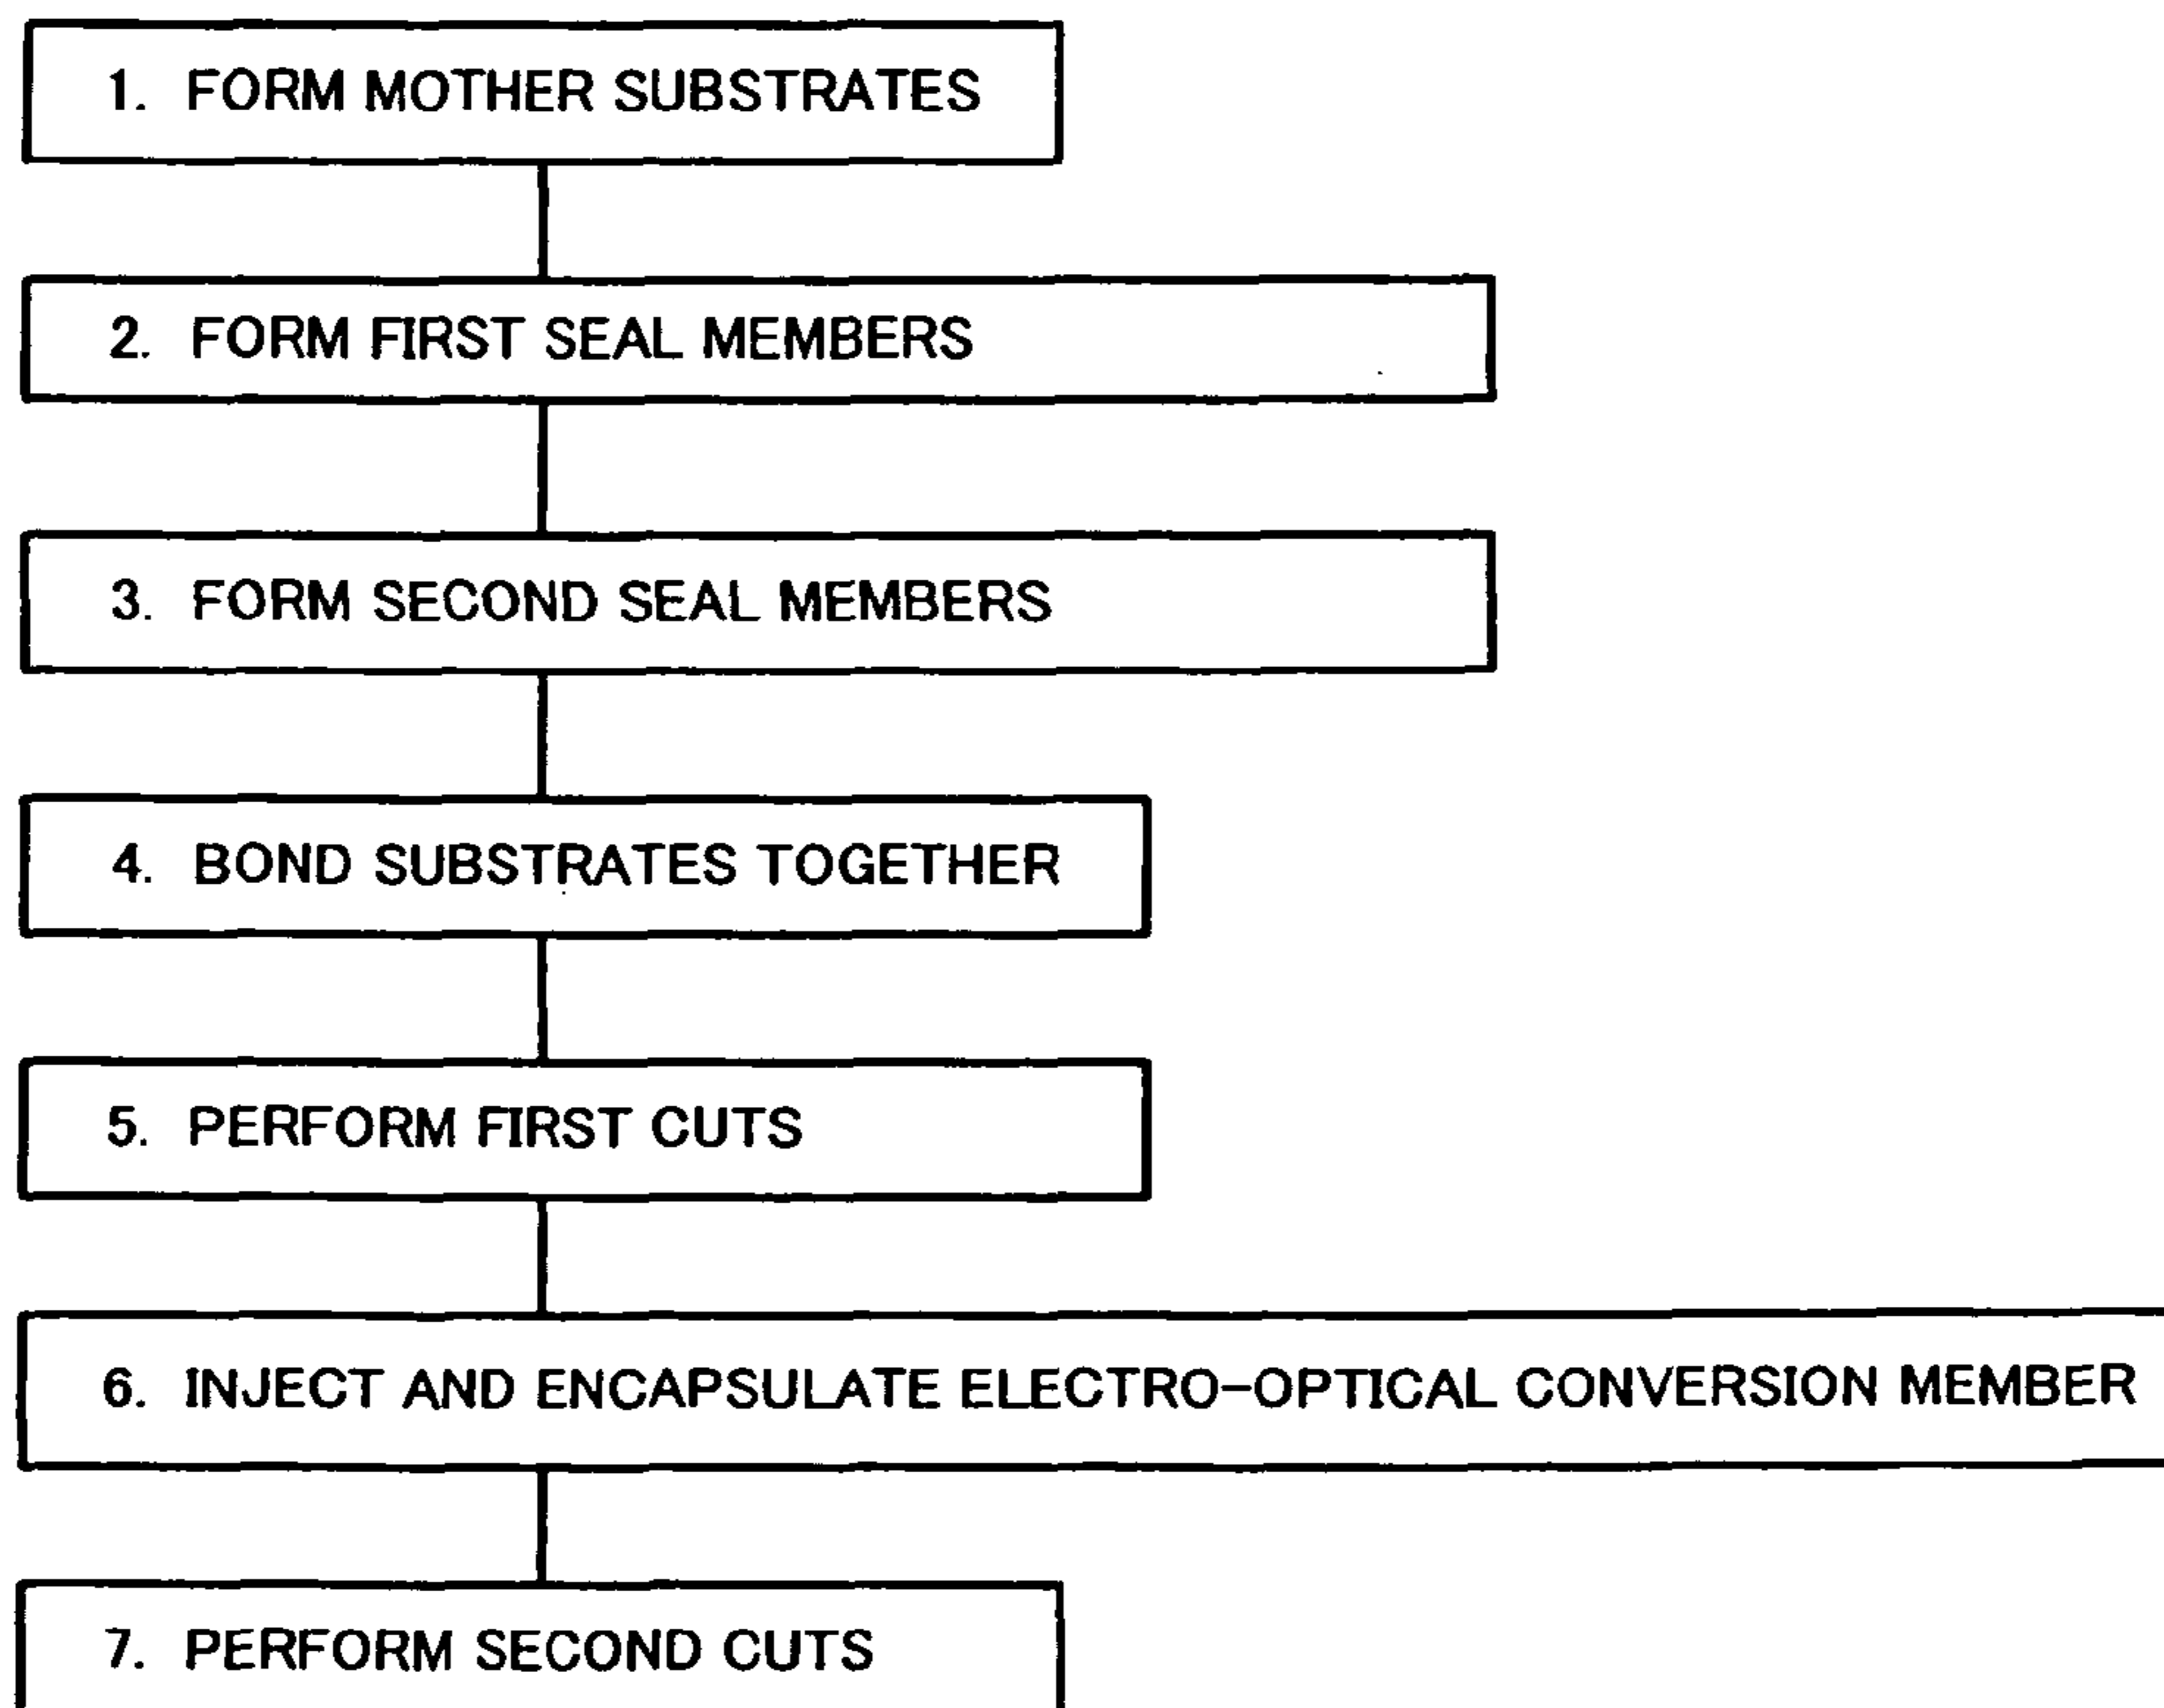 1. FORM MOTHER SUBSTRATES
2. FORM FIRST SEAL MEMBERS
3. FORM SECOND SEAL MEMBERS
4. BOND SUBSTRATES TOGETHER
5. PERFORM FIRST CUTS
6. INJECT AND ENCAPSULATE ELECTRO-OPTICAL CONVERSION MEMBER
7. PERFORM SECOND CUTS